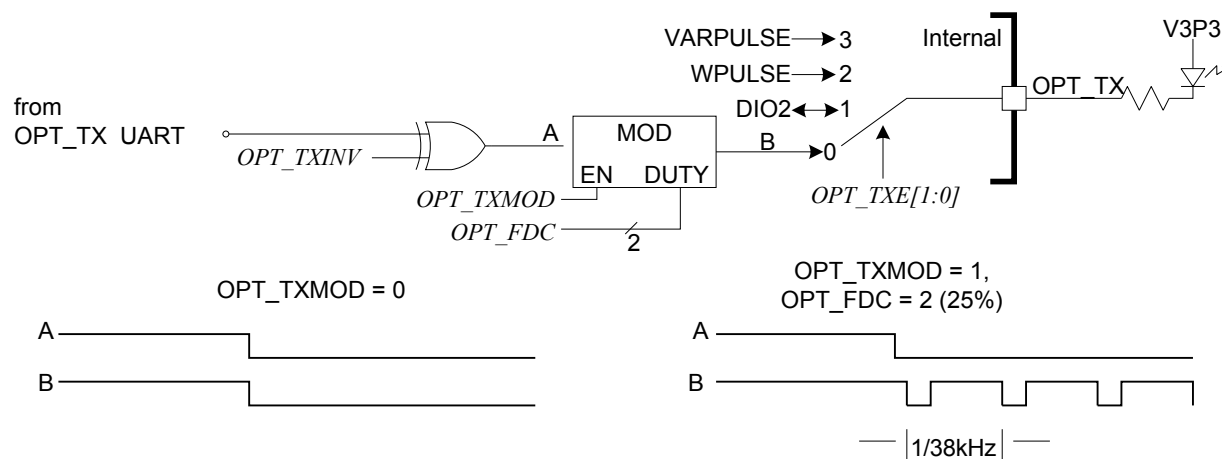 VARPULSE 3
Internal
V3P3
WPULSE 2
from
OPT_TX UART
DIO2 1
OPT_TX
A
MOD
B
0
OPT_TXINV
EN DUTY
OPT_TXMOD
OPT_TXE[1:0]
OPT_FDC
2
OPT_TXMOD = 0
OPT_TXMOD = 1,
OPT_FDC = 2 (25%)
A
B
A
B
1/38kHz